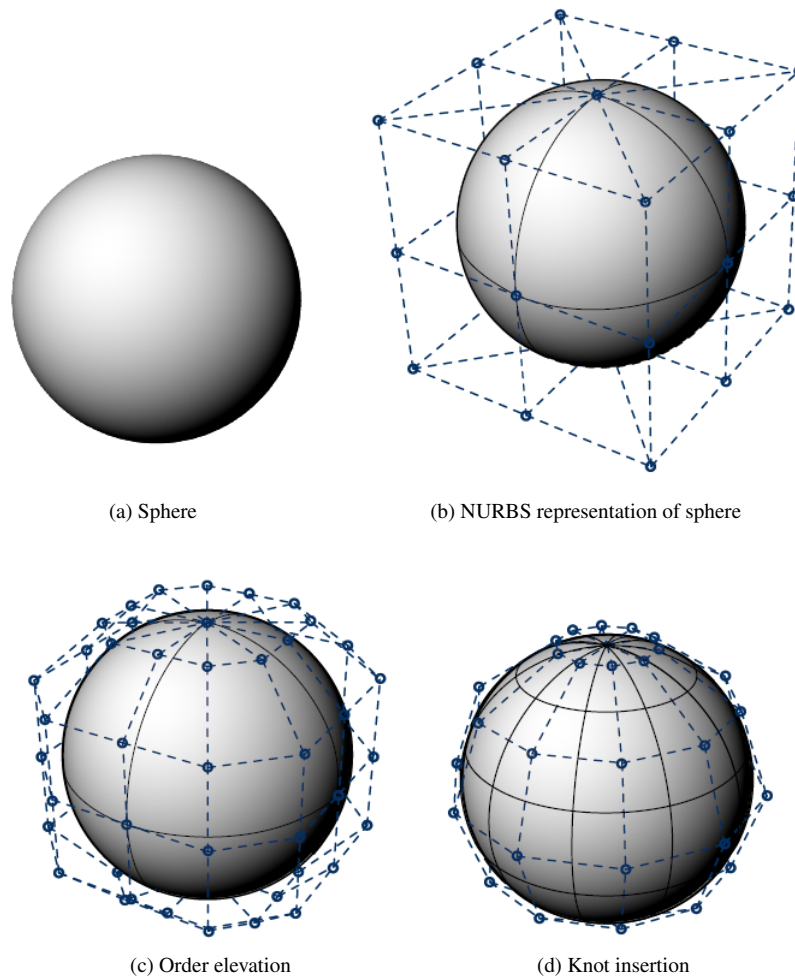 (a) Sphere
(b) NURBS representation of sphere
(c) Order elevation
(d) Knot insertion